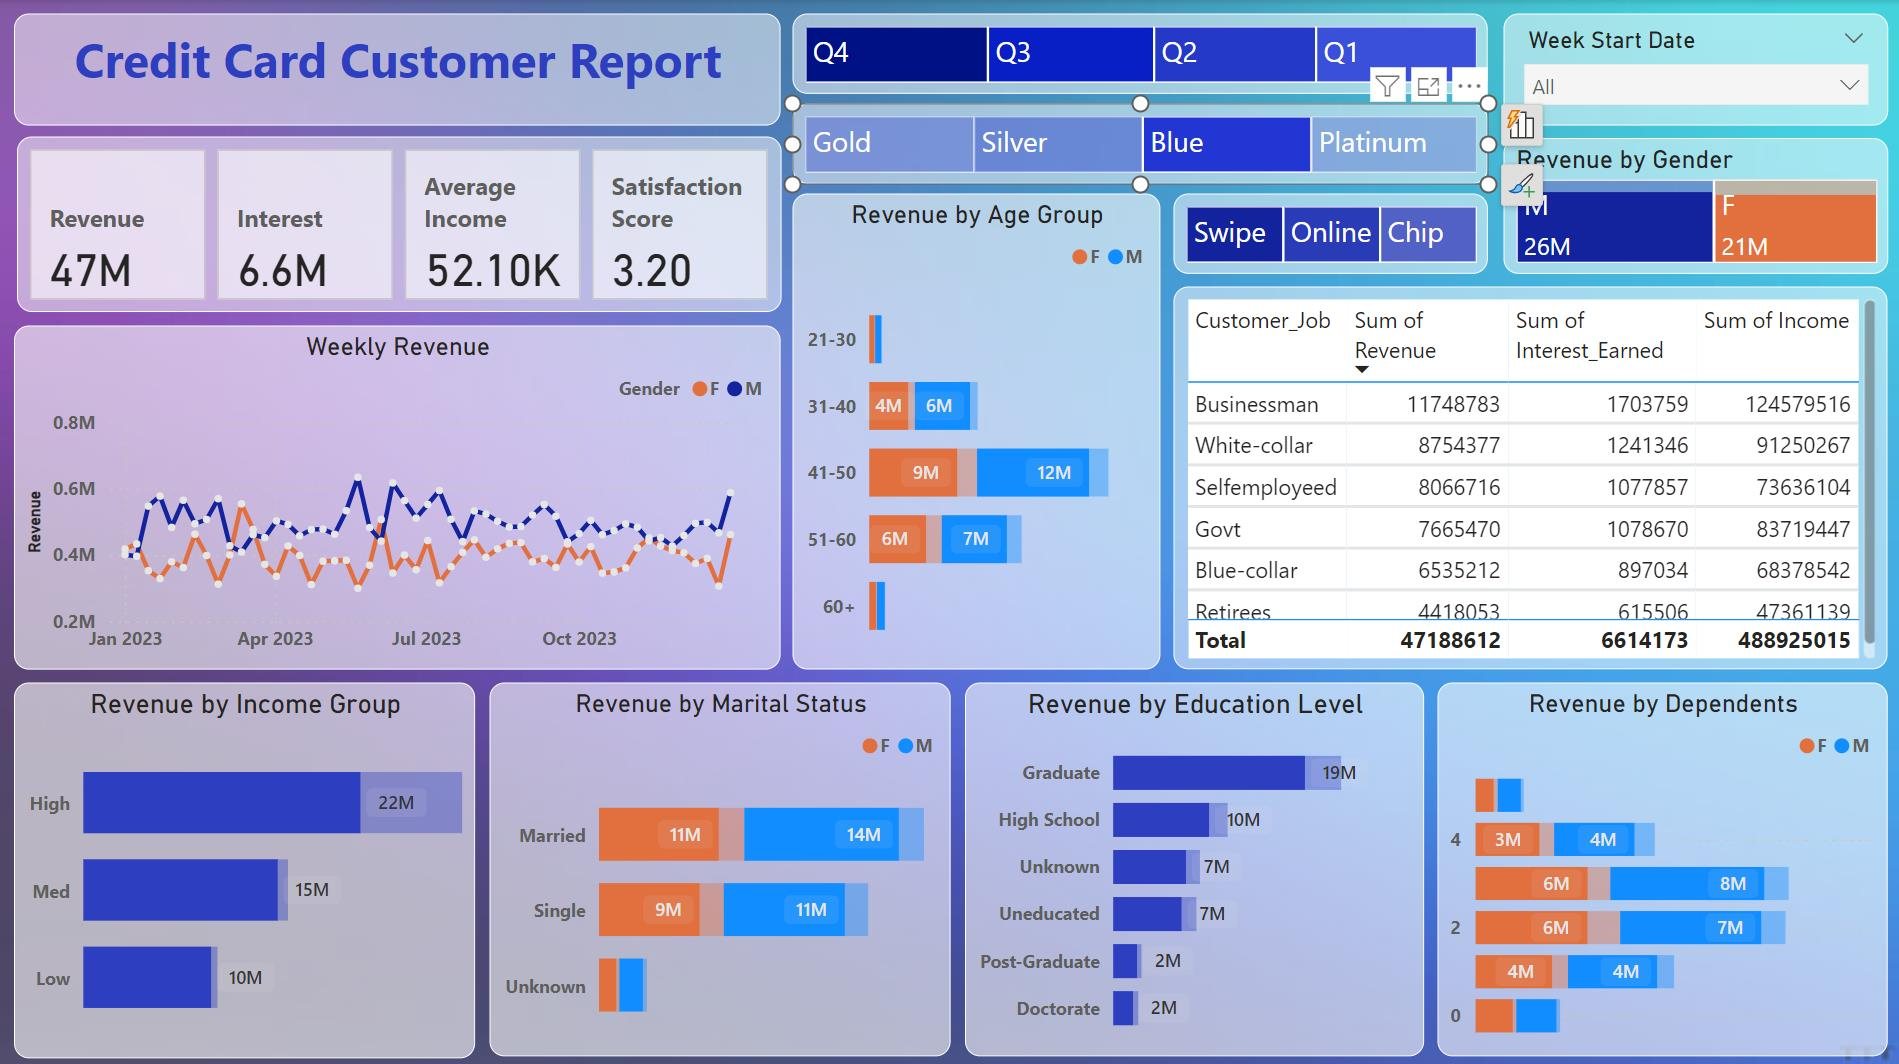 Credit Card Customer Report
Q4
Q3
Q2
Q1
Week Start Date
All
Gold
Silver
Blue
Platinum
Revenue
47M
Interest
6.6M
Average
Income
52.10K
Satisfaction
Score
3.20
Revenue by Age Group
F M
21-30
31-40 4M 6M
41-50 9M 12M
51-60 6M 7M
60+
Swipe
Online
Chip
Revenue by Gender
M
26M
F
21M
Weekly Revenue
Gender F M
Revenue
0.8M
0.6M
0.4M
0.2M
Jan 2023 Apr 2023 Jul 2023 Oct 2023
Customer_Job Sum of Revenue Sum of Interest_Earned Sum of Income
Businessman 11748783 1703759 124579516
White-collar 8754377 1241346 91250267
Selfemployeed 8066716 1077857 73636104
Govt 7665470 1078670 83719447
Blue-collar 6535212 897034 68378542
Retirees 4418053 615506 47361139
Total 47188612 6614173 488925015
Revenue by Income Group
High 22M
Med 15M
Low 10M
Revenue by Marital Status
F M
Married 11M 14M
Single 9M 11M
Unknown
Revenue by Education Level
Graduate 19M
High School 10M
Unknown 7M
Uneducated 7M
Post-Graduate 2M
Doctorate 2M
Revenue by Dependents
F M
4 3M 4M
6M 8M
2 6M 7M
4M 4M
0